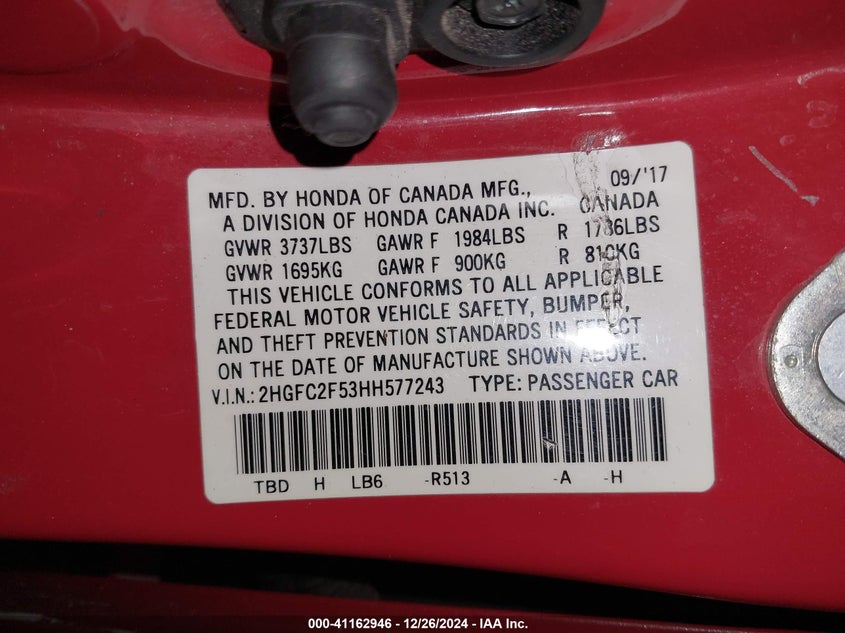 MFD. BY HONDA OF CANADA MFG., 09/'17
A DIVISION OF HONDA CANADA INC. CANADA
GVWR 3737LBS GAWR F 1984LBS R 1786LBS
GVWR 1695KG GAWR F 900KG R 810KG
THIS VEHICLE CONFORMS TO ALL APPLICABLE
FEDERAL MOTOR VEHICLE SAFETY, BUMPER,
AND THEFT PREVENTION STANDARDS IN EFFECT
ON THE DATE OF MANUFACTURE SHOWN ABOVE.
V.I.N.: 2HGFC2F53HH577243 TYPE: PASSENGER CAR
TBD H LB6 -R513 -A -H
000-41162946 - 12/26/2024 - IAA Inc.